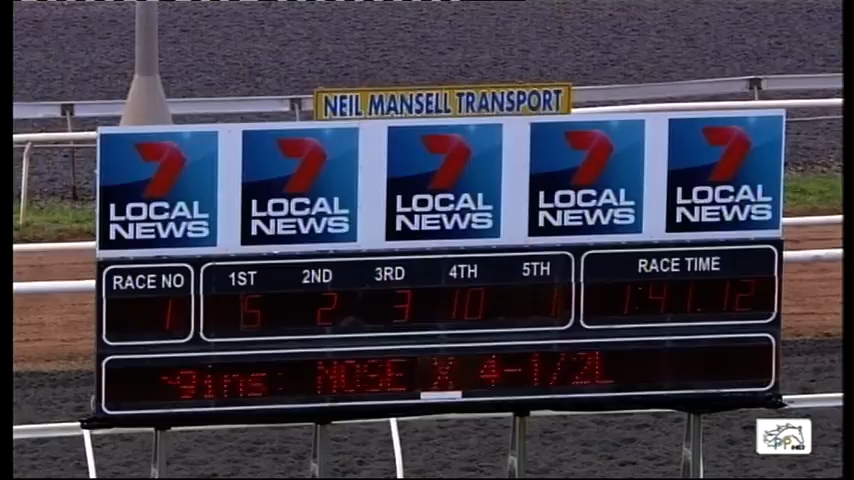 NEIL MANSELL TRANSPORT
7 7 7 7 7
LOCAL NEWS LOCAL NEWS LOCAL NEWS LOCAL NEWS LOCAL NEWS
RACE NO 1ST 2ND 3RD 4TH 5TH RACE TIME
1 5 2 3 10 1 1:41.12
NOSE X 4-1/2L